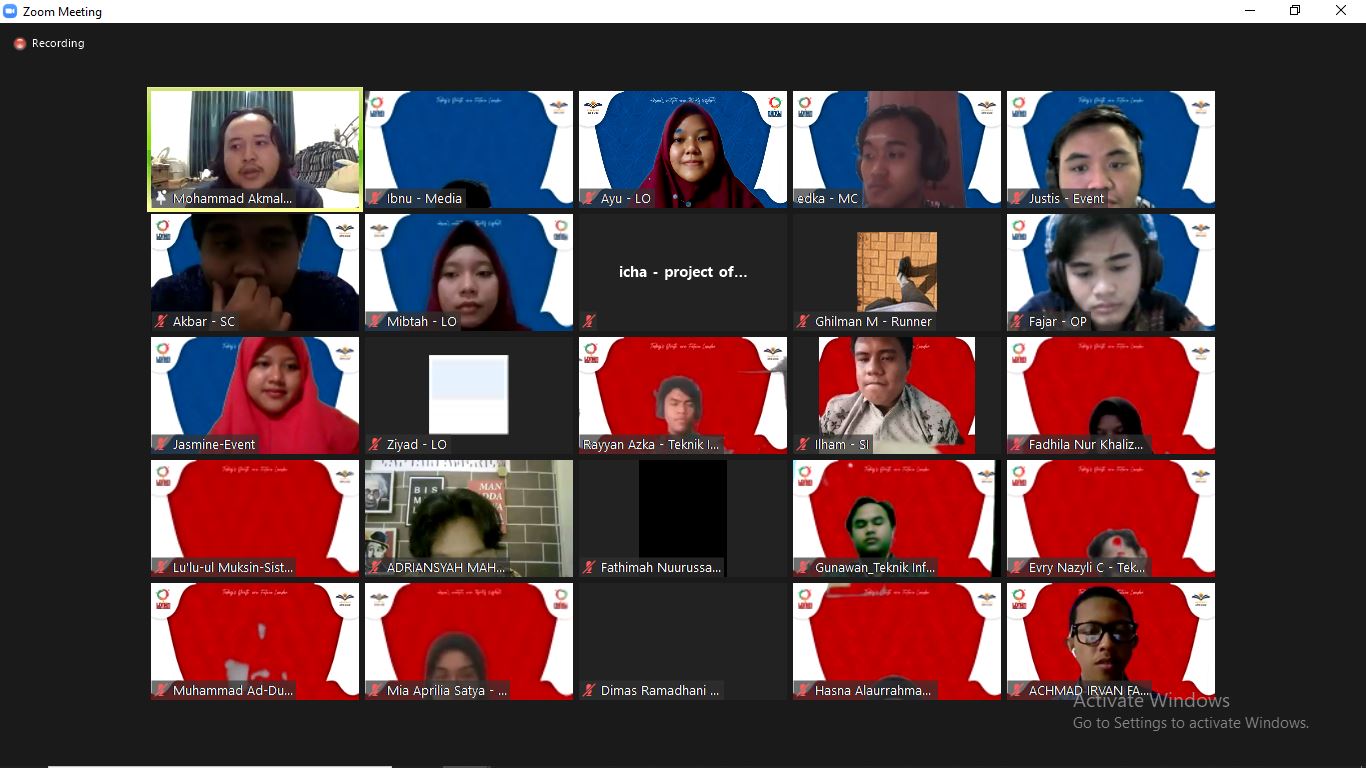 Zoom Meeting
Recording
Mohammad Akmal...
Ibnu - Media
Ayu - LO
edka - MC
Justis - Event
Akbar - SC
Mibtah - LO
icha - project of...
Ghilman M - Runner
Fajar - OP
Jasmine-Event
Ziyad - LO
Rayyan Azka - Teknik I...
Ilham - SI
Fadhila Nur Khaliz...
Lu'lu-ul Muksin-Sist...
BIS
MAN
ADRIANSYAH MAH...
Fathimah Nuurussa...
Gunawan_Teknik Inf...
Evry Nazyli C - Tek...
Muhammad Ad-Du...
Mia Aprilia Satya - ...
Dimas Ramadhani ...
Hasna Alaurrahma...
ACHMAD IRVAN FA...
Activate Windows
Go to Settings to activate Windows.